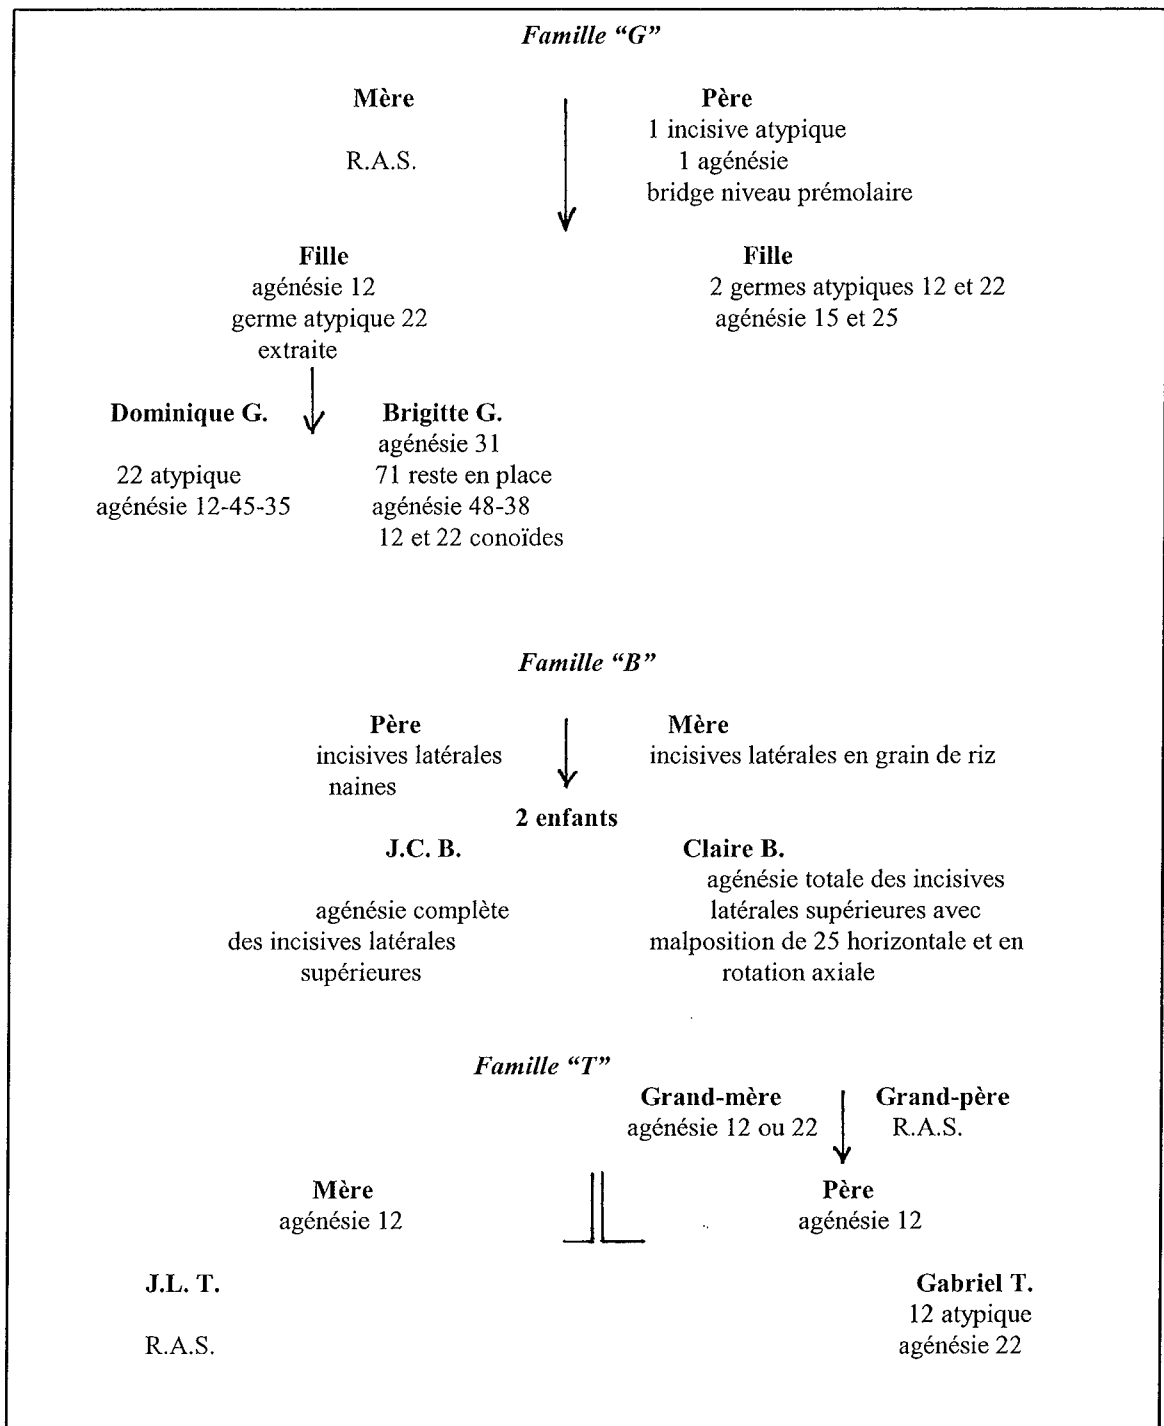 Famille “G”
Mère
Père
1 incisive atypique
R.A.S.
1 agénésie
bridge niveau prémolaire
Fille
agénésie 12
germe atypique 22
extraite
Fille
2 germes atypiques 12 et 22
agénésie 15 et 25
Dominique G.
22 atypique
agénésie 12-45-35
Brigitte G.
agénésie 31
71 reste en place
agénésie 48-38
12 et 22 conoïdes
Famille “B”
Père
incisives latérales
naines
Mère
incisives latérales en grain de riz
2 enfants
J.C. B.
agénésie complète
des incisives latérales
supérieures
Claire B.
agénésie totale des incisives
latérales supérieures avec
malposition de 25 horizontale et en
rotation axiale
Famille “T”
Grand-mère
agénésie 12 ou 22
Grand-père
R.A.S.
Mère
agénésie 12
Père
agénésie 12
J.L. T.
R.A.S.
Gabriel T.
12 atypique
agénésie 22